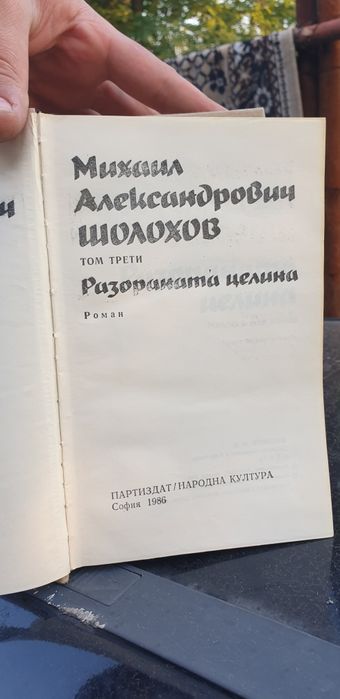 Михаил
Александрович
ШОЛОХОВ
ТОМ ТРЕТИ
Разораната целина
Роман
ПАРТИЗДАТ/НАРОДНА КУЛТУРА
София 1986